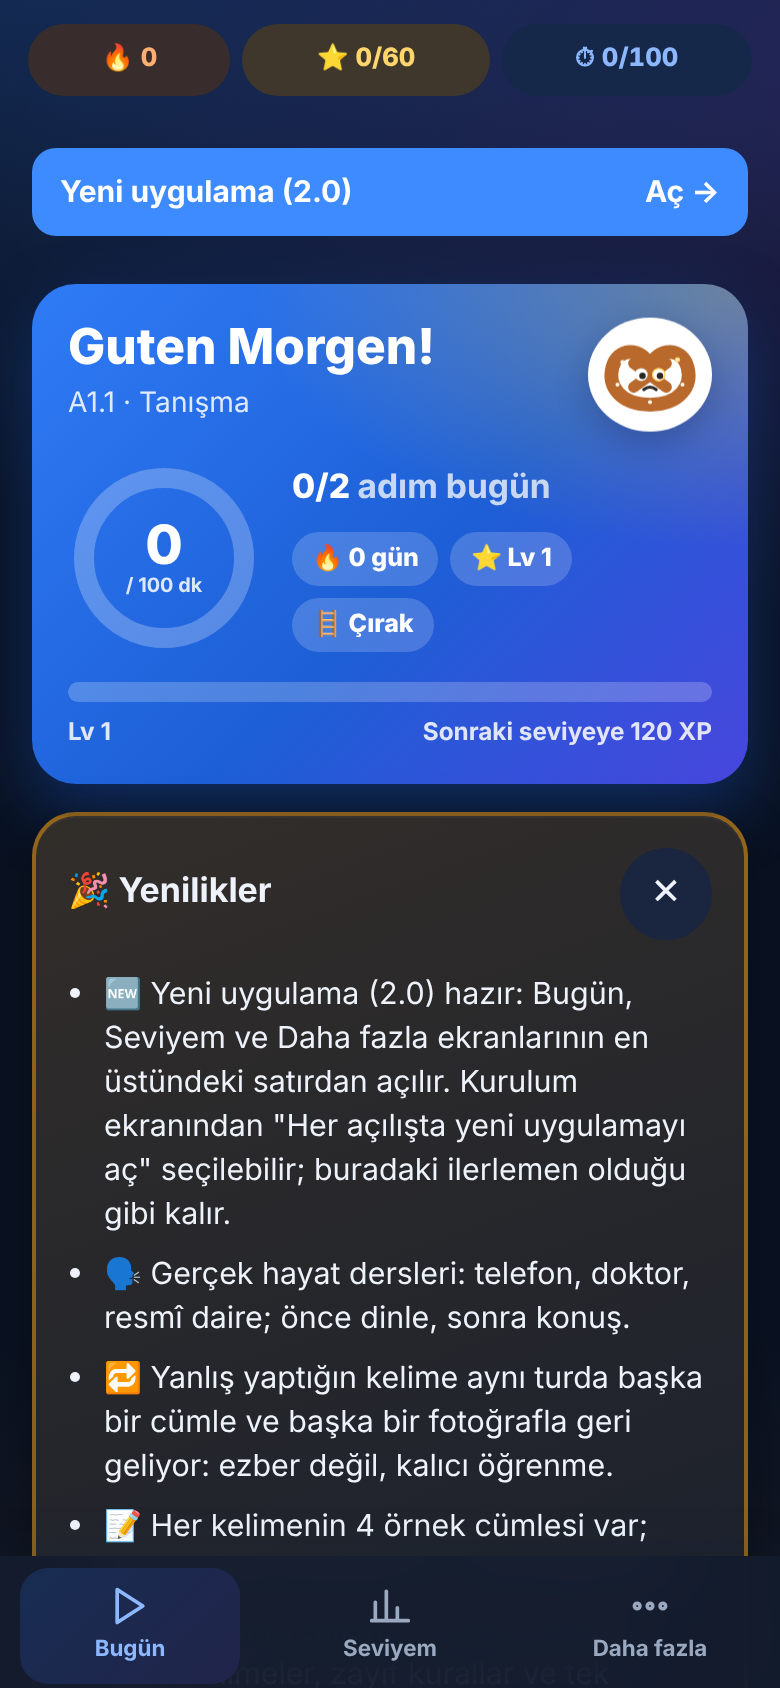 🔥 0
⭐ 0/60
⏱ 0/100
Yeni uygulama (2.0)
Aç →
Guten Morgen!
A1.1 · Tanışma
0
/ 100 dk
0/2 adım bugün
🔥 0 gün
⭐ Lv 1
🪜 Çırak
Lv 1
Sonraki seviyeye 120 XP
🎉 Yenilikler
✕
• 🆕 Yeni uygulama (2.0) hazır: Bugün,
Seviyem ve Daha fazla ekranlarının en
üstündeki satırdan açılır. Kurulum
ekranından "Her açılışta yeni uygulamayı
aç" seçilebilir; buradaki ilerlemen olduğu
gibi kalır.
• 🗣️ Gerçek hayat dersleri: telefon, doktor,
resmî daire; önce dinle, sonra konuş.
• 🔁 Yanlış yaptığın kelime aynı turda başka
bir cümle ve başka bir fotoğrafla geri
geliyor: ezber değil, kalıcı öğrenme.
• 📝 Her kelimenin 4 örnek cümlesi var;
zayıf kurallar ve tek
Bugün
Seviyem
Daha fazla